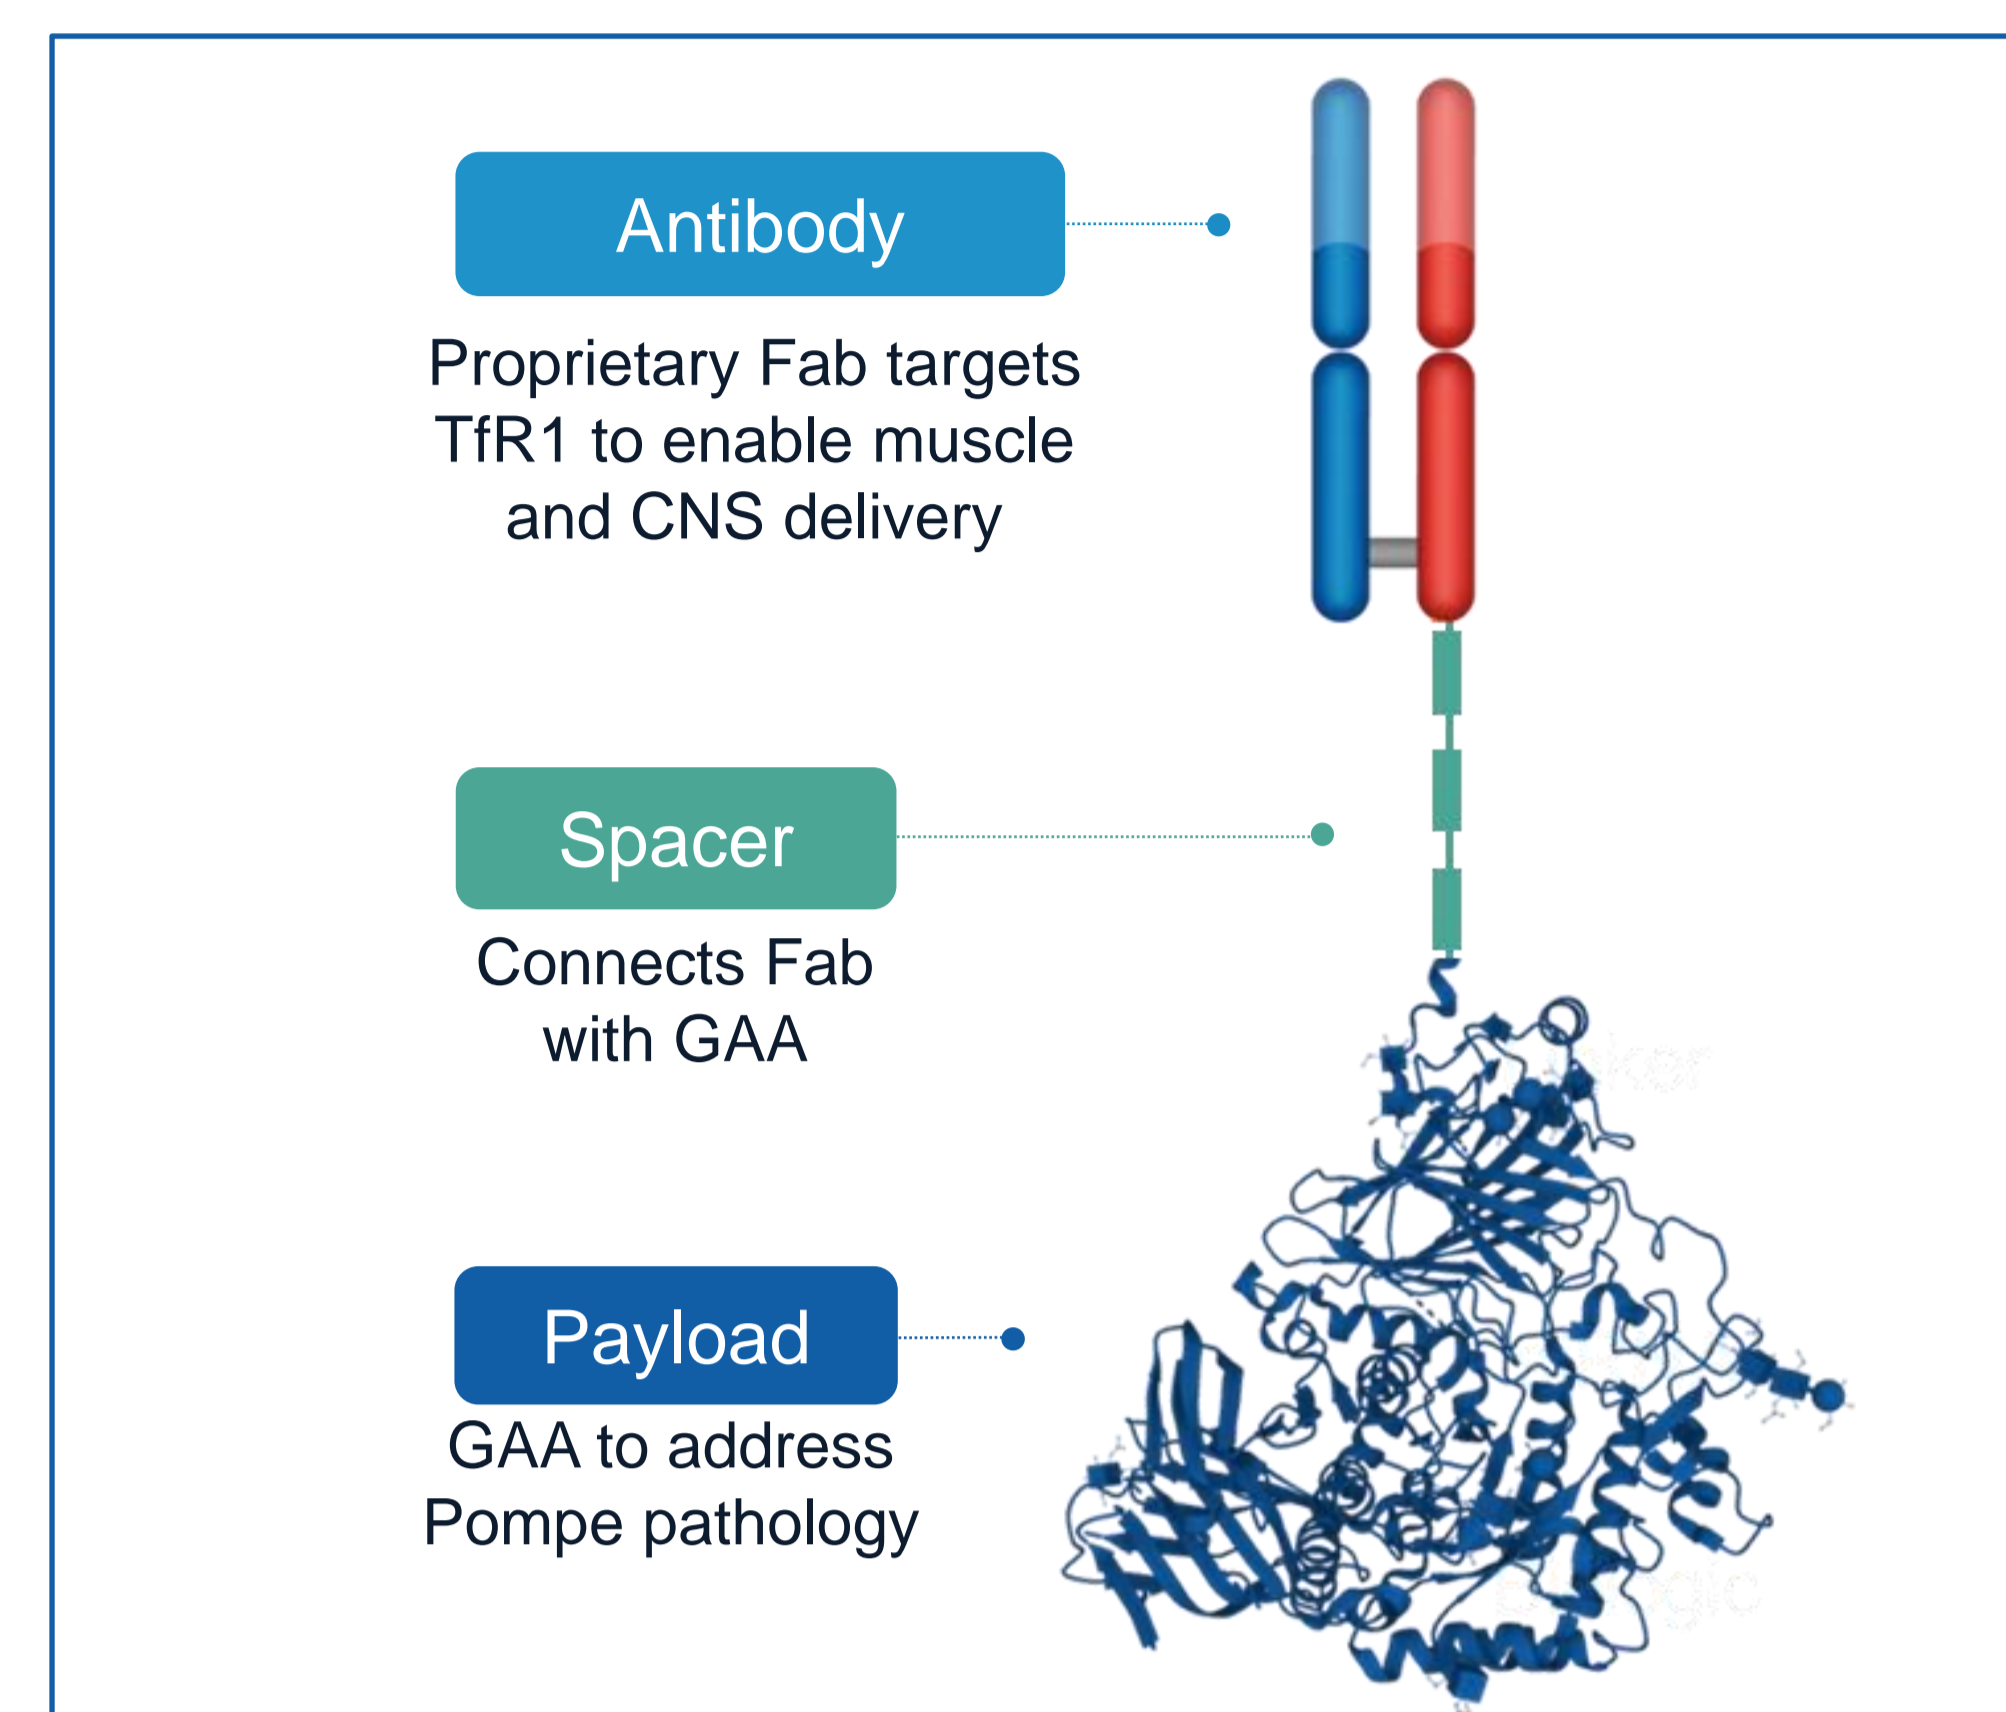 Antibody
Proprietary Fab targets
TfR1 to enable muscle
and CNS delivery
Spacer
Connects Fab
with GAA
Payload
GAA to address
Pompe pathology